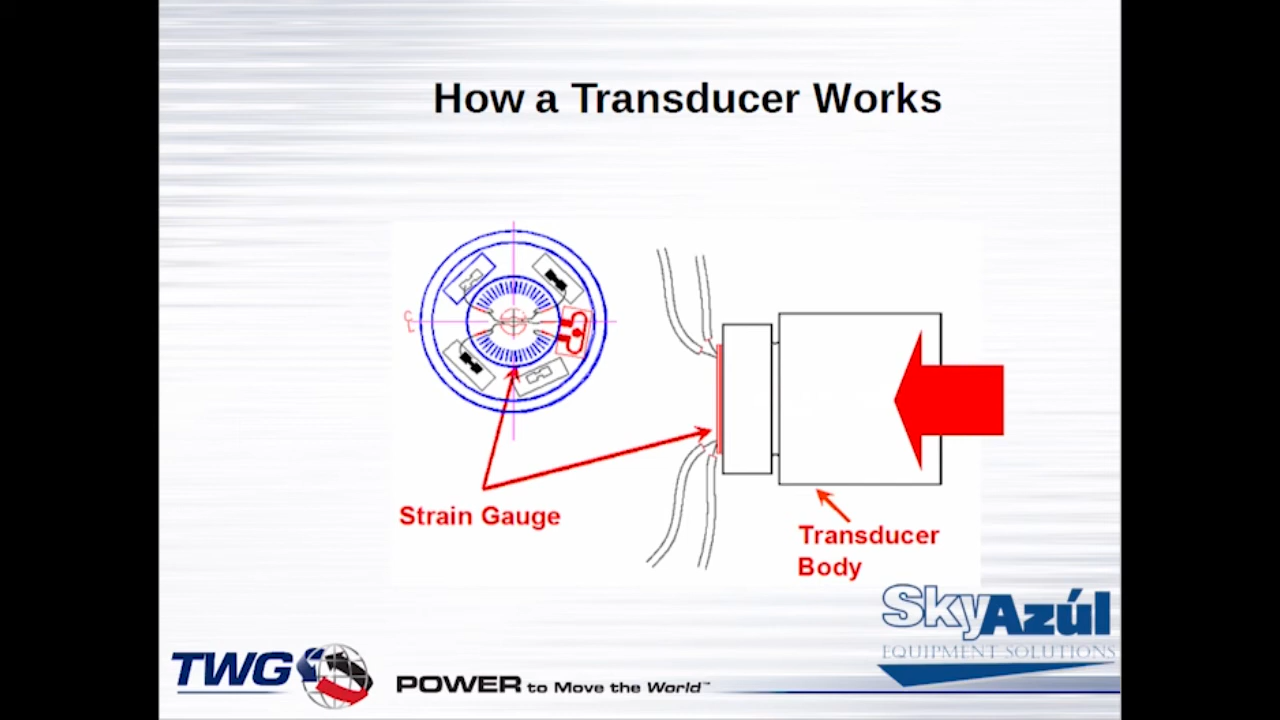 How a Transducer Works
℄
Strain Gauge
Transducer
Body
SkyAzúl
EQUIPMENT SOLUTIONS
TWG
POWER to Move the World™